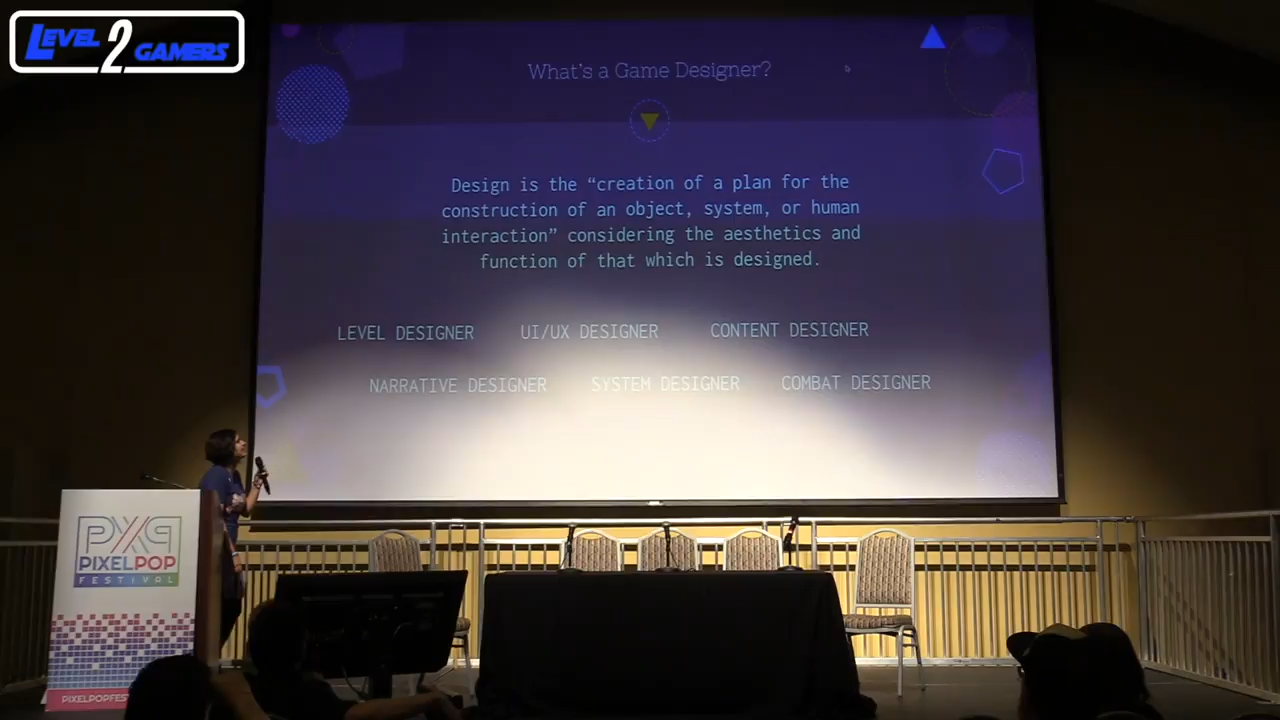 LEVEL 2 GAMERS
What's a Game Designer?
Design is the “creation of a plan for the
construction of an object, system, or human
interaction” considering the aesthetics and
function of that which is designed.
LEVEL DESIGNER UI/UX DESIGNER CONTENT DESIGNER
NARRATIVE DESIGNER SYSTEM DESIGNER COMBAT DESIGNER
PXP
PIXELPOP
FESTIVAL
PIXELPOPFES